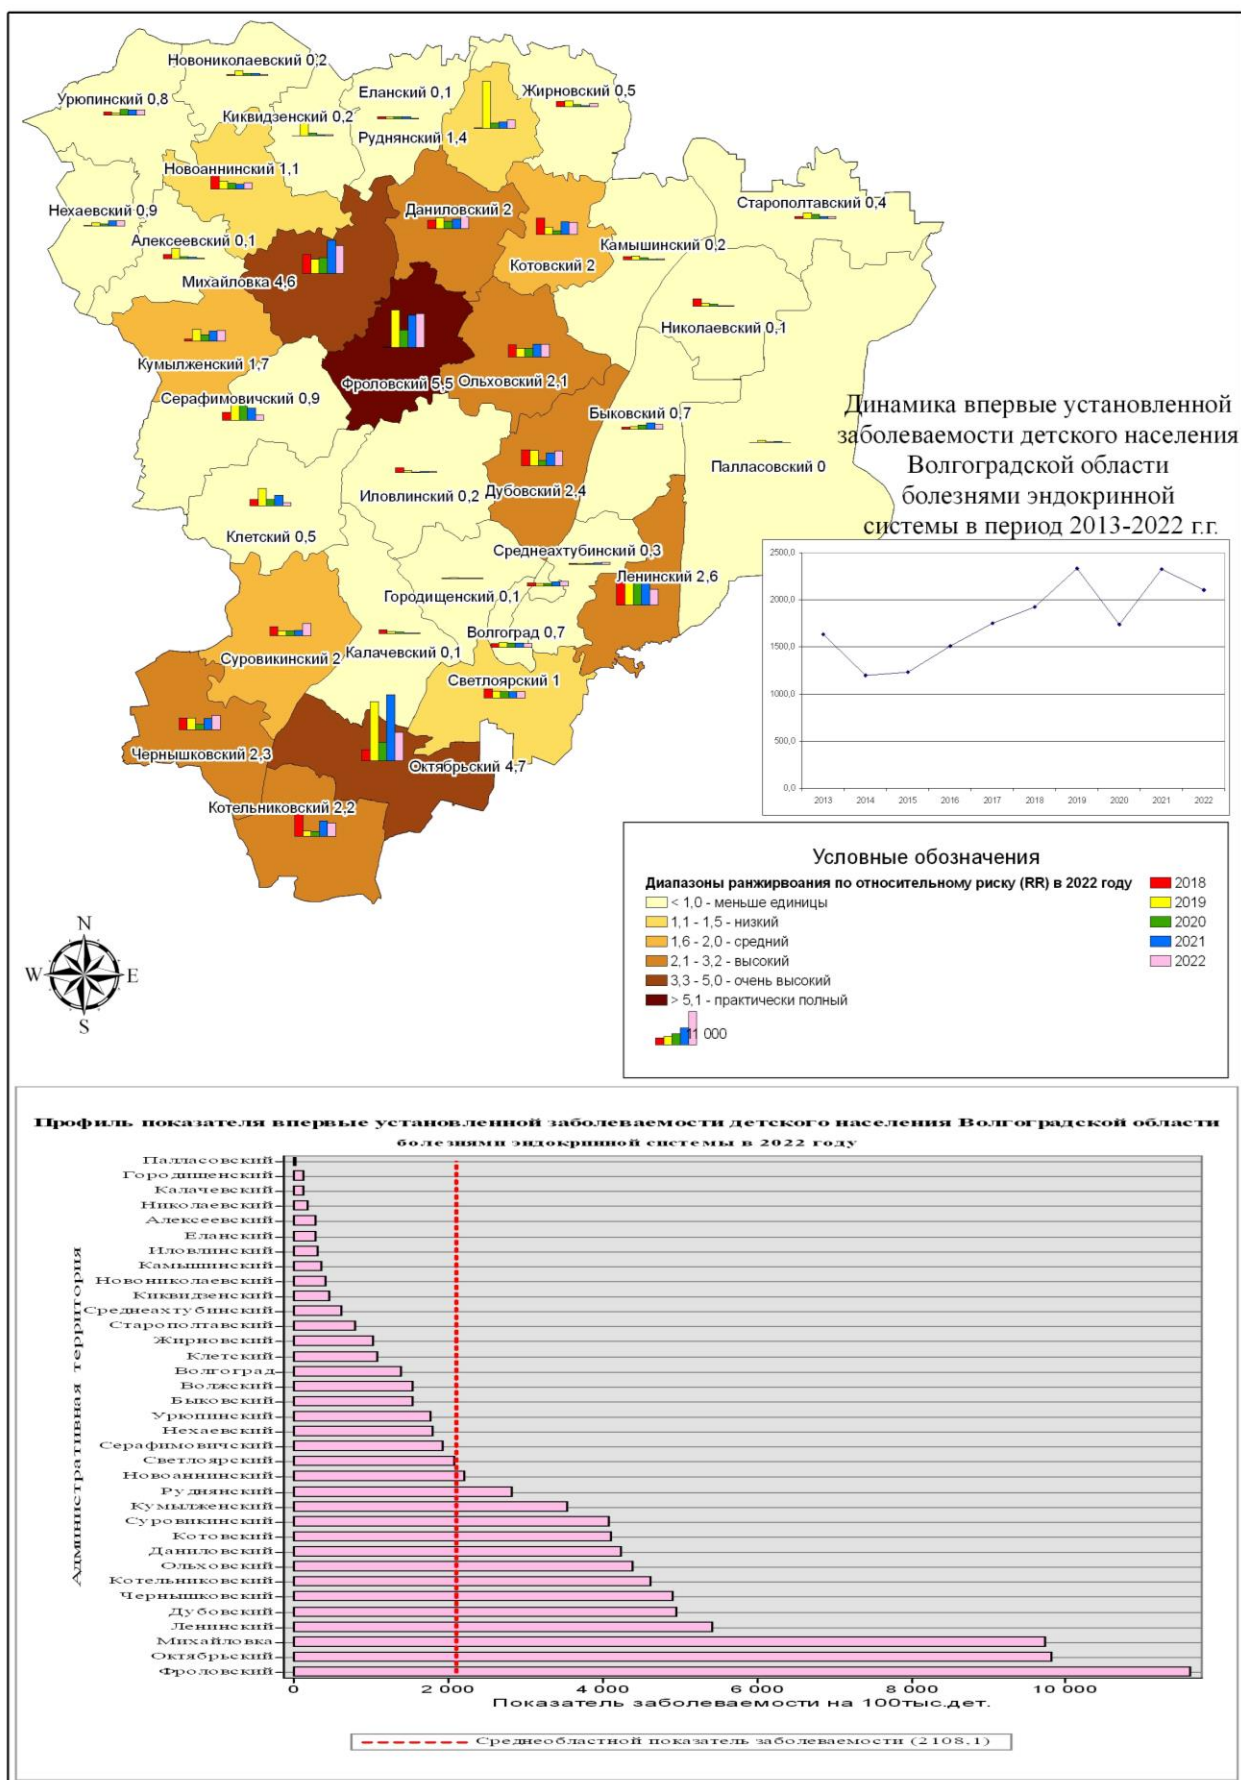 Новониколаевский 0,2
Урюпинский 0,8
Еланский 0,1
Жирновский 0,5
Киквидзенский 0,2
Руднянский 1,4
Новоаннинский 1,1
Нехаевский 0,9
Даниловский 2
Старополтавский 0,4
Алексеевский 0,1
Камышинский 0,2
Котовский 2
Михайловка 4,6
Николаевский 0,1
Кумылженский 1,7
Фроловский 5,5
Ольховский 2,1
Серафимовичский 0,9
Быковский 0,7
Динамика впервые установленной
заболеваемости детского населения
Волгоградской области
болезнями эндокринной
системы в период 2013-2022 г.г.
Палласовский 0
Иловлинский 0,2
Дубовский 2,4
Клетский 0,5
Среднеахтубинский 0,3
Ленинский 2,6
Городищенский 0,1
Волгоград 0,7
Калачевский 0,1
Суровикинский 2
Светлоярский 1
Чернышковский 2,3
Октябрьский 4,7
Котельниковский 2,2
2500,0
2000,0
1500,0
1000,0
500,0
0,0
2013 2014 2015 2016 2017 2018 2019 2020 2021 2022
N
W E
S
Условные обозначения
Диапазоны ранжирвоания по относительному риску (RR) в 2022 году
< 1,0 - меньше единицы
1,1 - 1,5 - низкий
1,6 - 2,0 - средний
2,1 - 3,2 - высокий
3,3 - 5,0 - очень высокий
> 5,1 - практически полный
11 000
2018
2019
2020
2021
2022
Профиль показателя впервые установленной заболеваемости детского населения Волгоградской области
болезнями эндокринной системы в 2022 году
Административная территория
Палласовский
Городищенский
Калачевский
Николаевский
Алексеевский
Еланский
Иловлинский
Камышинский
Новониколаевский
Киквидзенский
Среднеахтубинский
Старополтавский
Жирновский
Клетский
Волгоград
Волжский
Быковский
Урюпинский
Нехаевский
Серафимовичский
Светлоярский
Новоаннинский
Руднянский
Кумылженский
Суровикинский
Котовский
Даниловский
Ольховский
Котельниковский
Чернышковский
Дубовский
Ленинский
Михайловка
Октябрьский
Фроловский
0 2 000 4 000 6 000 8 000 10 000
Показатель заболеваемости на 100тыс.дет.
Среднеобластной показатель заболеваемости (2108,1)